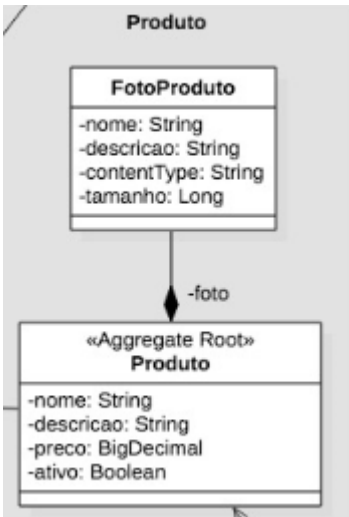 Produto
FotoProduto
-nome: String
-descricao: String
-contentType: String
-tamanho: Long
-foto
«Aggregate Root»
Produto
-nome: String
-descricao: String
-preco: BigDecimal
-ativo: Boolean